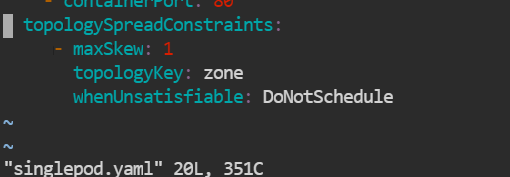 - containerPort: 80
topologySpreadConstraints:
- maxSkew: 1
topologyKey: zone
whenUnsatisfiable: DoNotSchedule
~
~
"singlepod.yaml" 20L, 351C